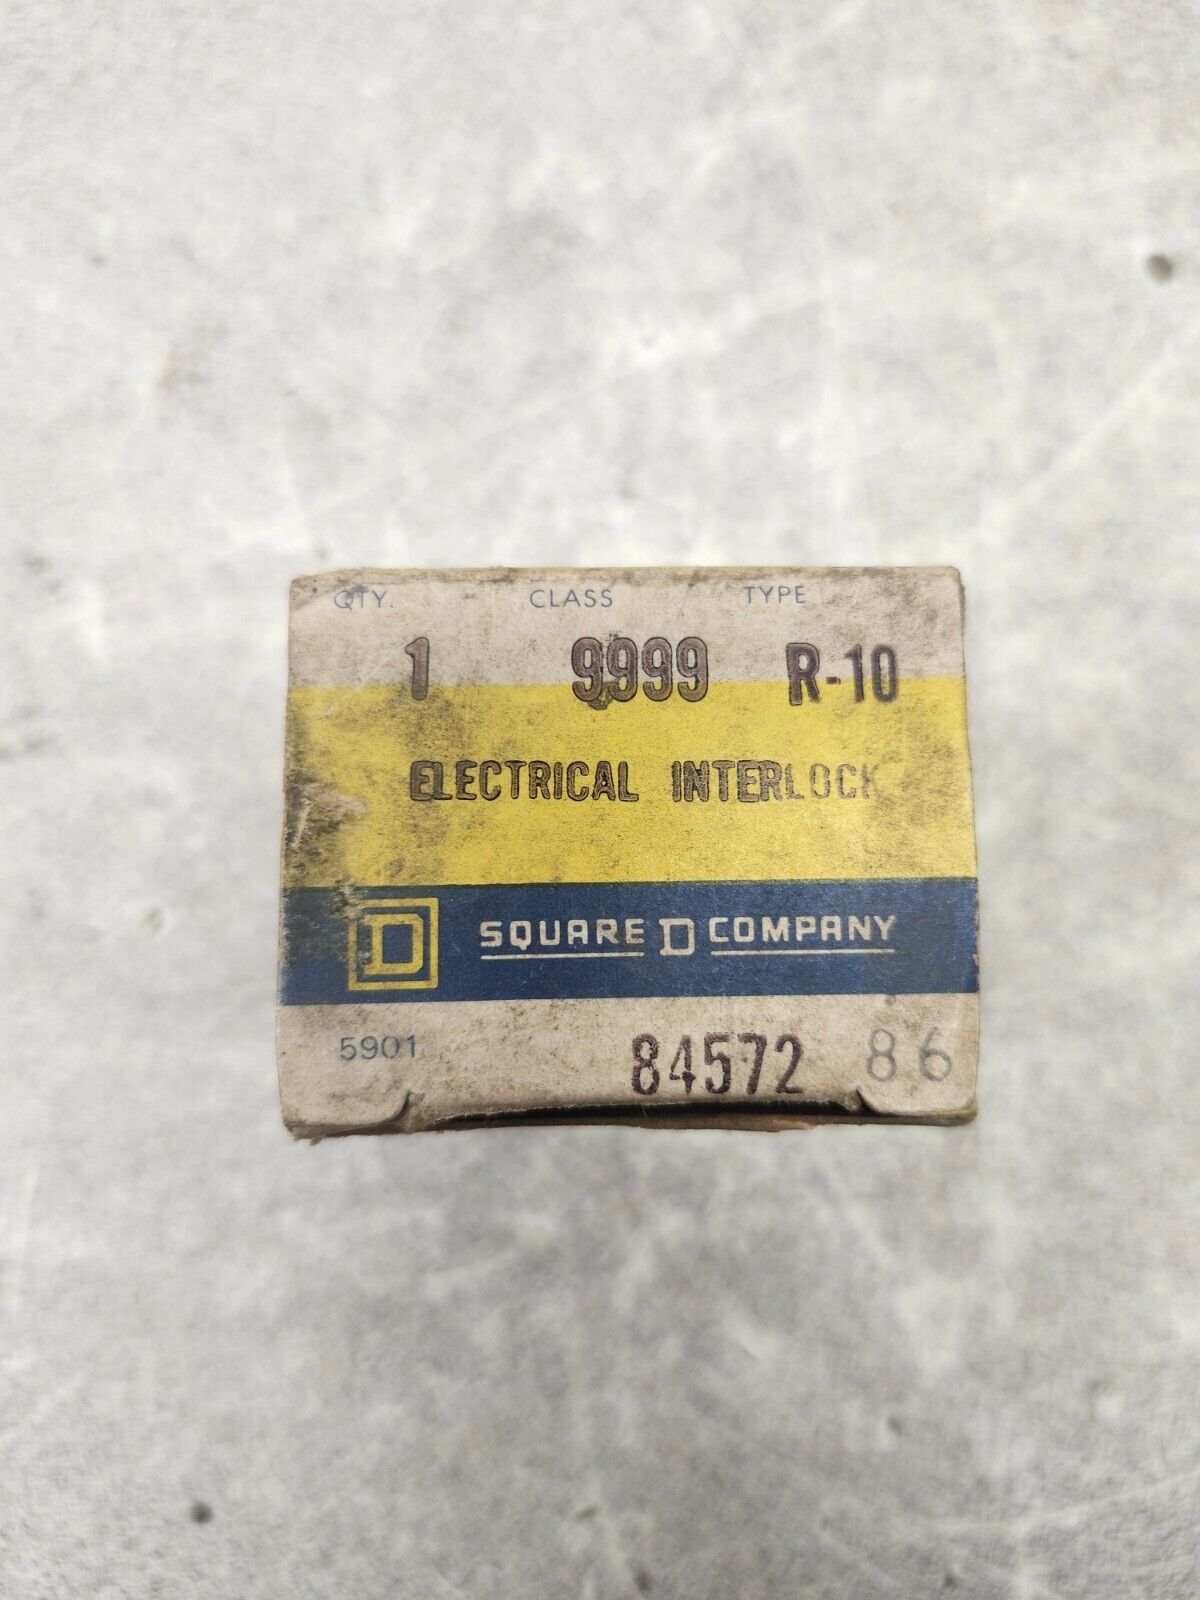 QTY. CLASS TYPE
1 9999 R-10
ELECTRICAL INTERLOCK
D SQUARE D COMPANY
5901 84572 86